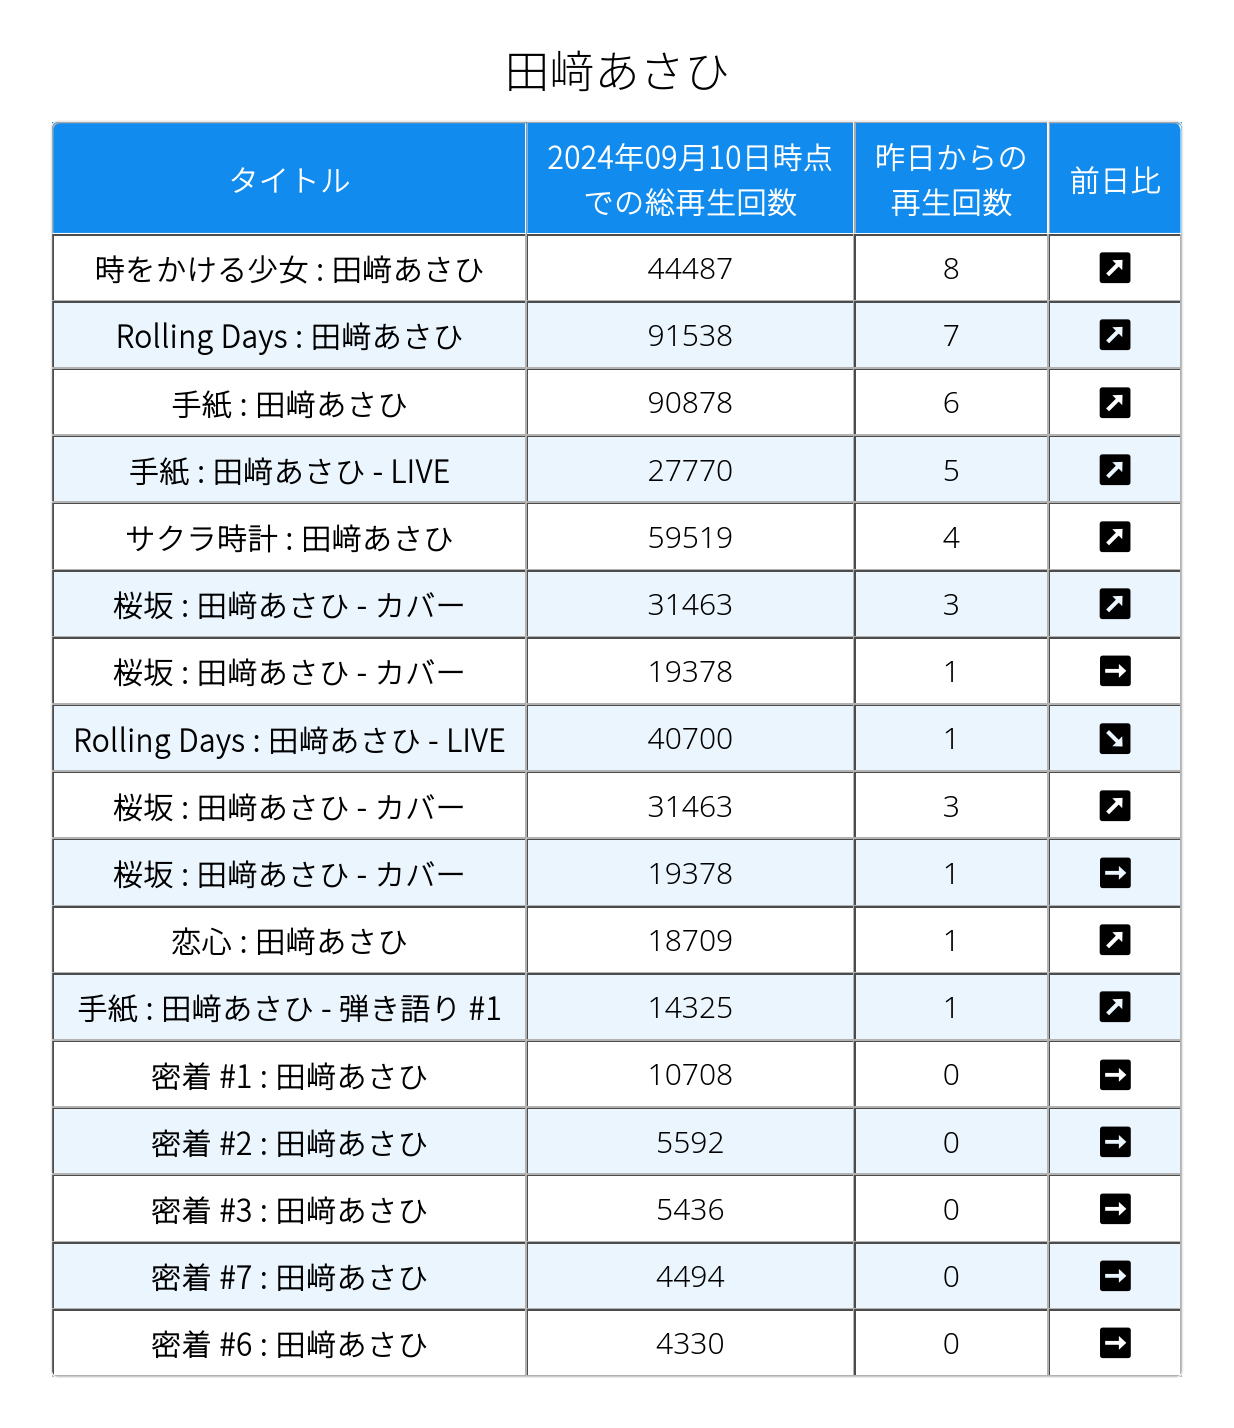 田﨑あさひ
タイトル 2024年09月10日時点での総再生回数 昨日からの再生回数 前日比
時をかける少女 : 田﨑あさひ 44487 8 ↗
Rolling Days : 田﨑あさひ 91538 7 ↗
手紙 : 田﨑あさひ 90878 6 ↗
手紙 : 田﨑あさひ - LIVE 27770 5 ↗
サクラ時計 : 田﨑あさひ 59519 4 ↗
桜坂 : 田﨑あさひ - カバー 31463 3 ↗
桜坂 : 田﨑あさひ - カバー 19378 1 →
Rolling Days : 田﨑あさひ - LIVE 40700 1 ↘
桜坂 : 田﨑あさひ - カバー 31463 3 ↗
桜坂 : 田﨑あさひ - カバー 19378 1 →
恋心 : 田﨑あさひ 18709 1 ↗
手紙 : 田﨑あさひ - 弾き語り #1 14325 1 ↗
密着 #1 : 田﨑あさひ 10708 0 →
密着 #2 : 田﨑あさひ 5592 0 →
密着 #3 : 田﨑あさひ 5436 0 →
密着 #7 : 田﨑あさひ 4494 0 →
密着 #6 : 田﨑あさひ 4330 0 →